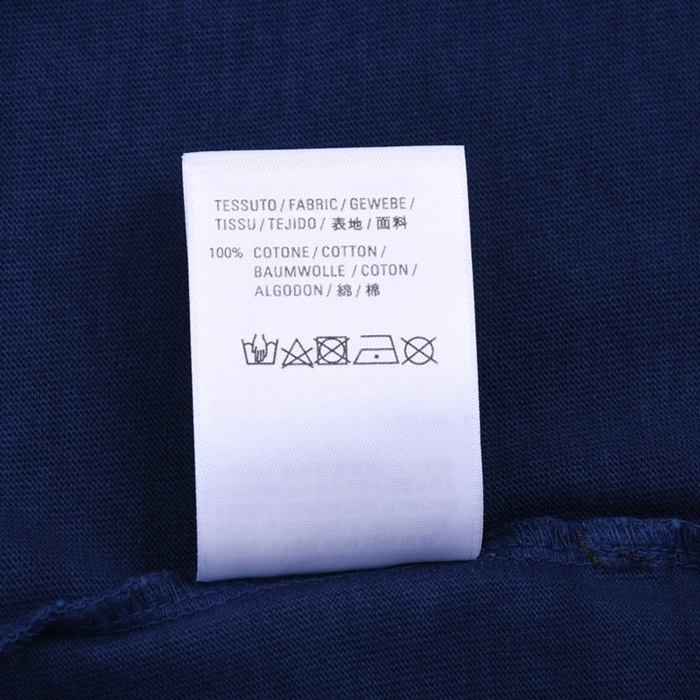 TESSUTO / FABRIC / GEWEBE /
TISSU / TEJIDO / 表地 / 面料
100% COTONE / COTTON /
BAUMWOLLE / COTON /
ALGODON / 綿 / 棉